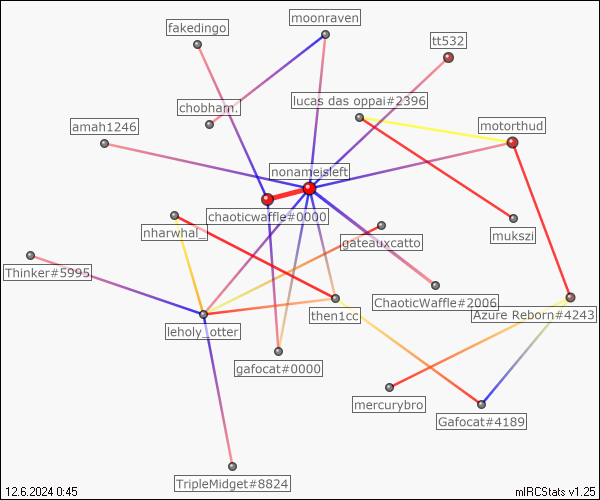 moonraven
fakedingo
tt532
lucas das oppai#2396
chobham.
amah1246
motorthud
nonameisleft
chaoticwaffle#0000
nharwhal_
mukszi
gateauxcatto
Thinker#5995
ChaoticWaffle#2006
then1cc
Azure Reborn#4243
leholy_otter
gafocat#0000
mercurybro
Gafocat#4189
TripleMidget#8824
12.6.2024 0:45
mIRCStats v1.25